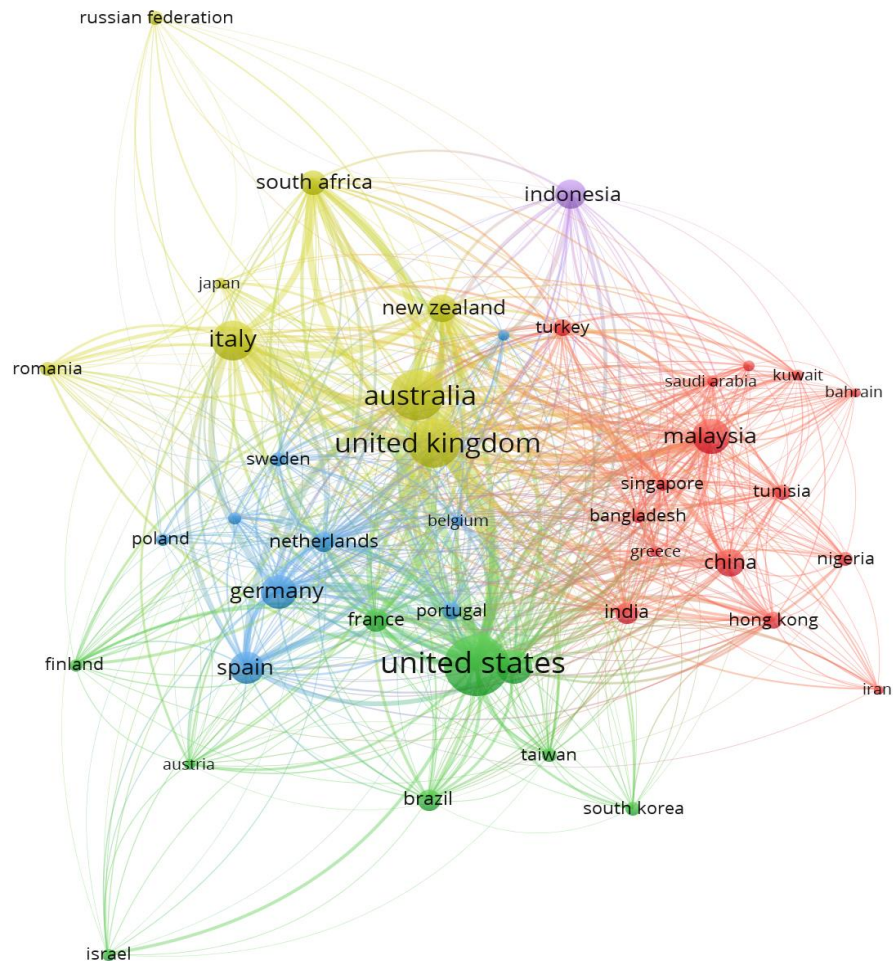 russian federation
south africa
indonesia
japan
new zealand
turkey
italy
romania
saudi arabia
kuwait
bahrain
australia
malaysia
united kingdom
sweden
singapore
tunisia
bangladesh
belgium
poland
netherlands
greece
nigeria
china
germany
portugal
india
france
hong kong
finland
spain
united states
iran
taiwan
austria
brazil
south korea
israel